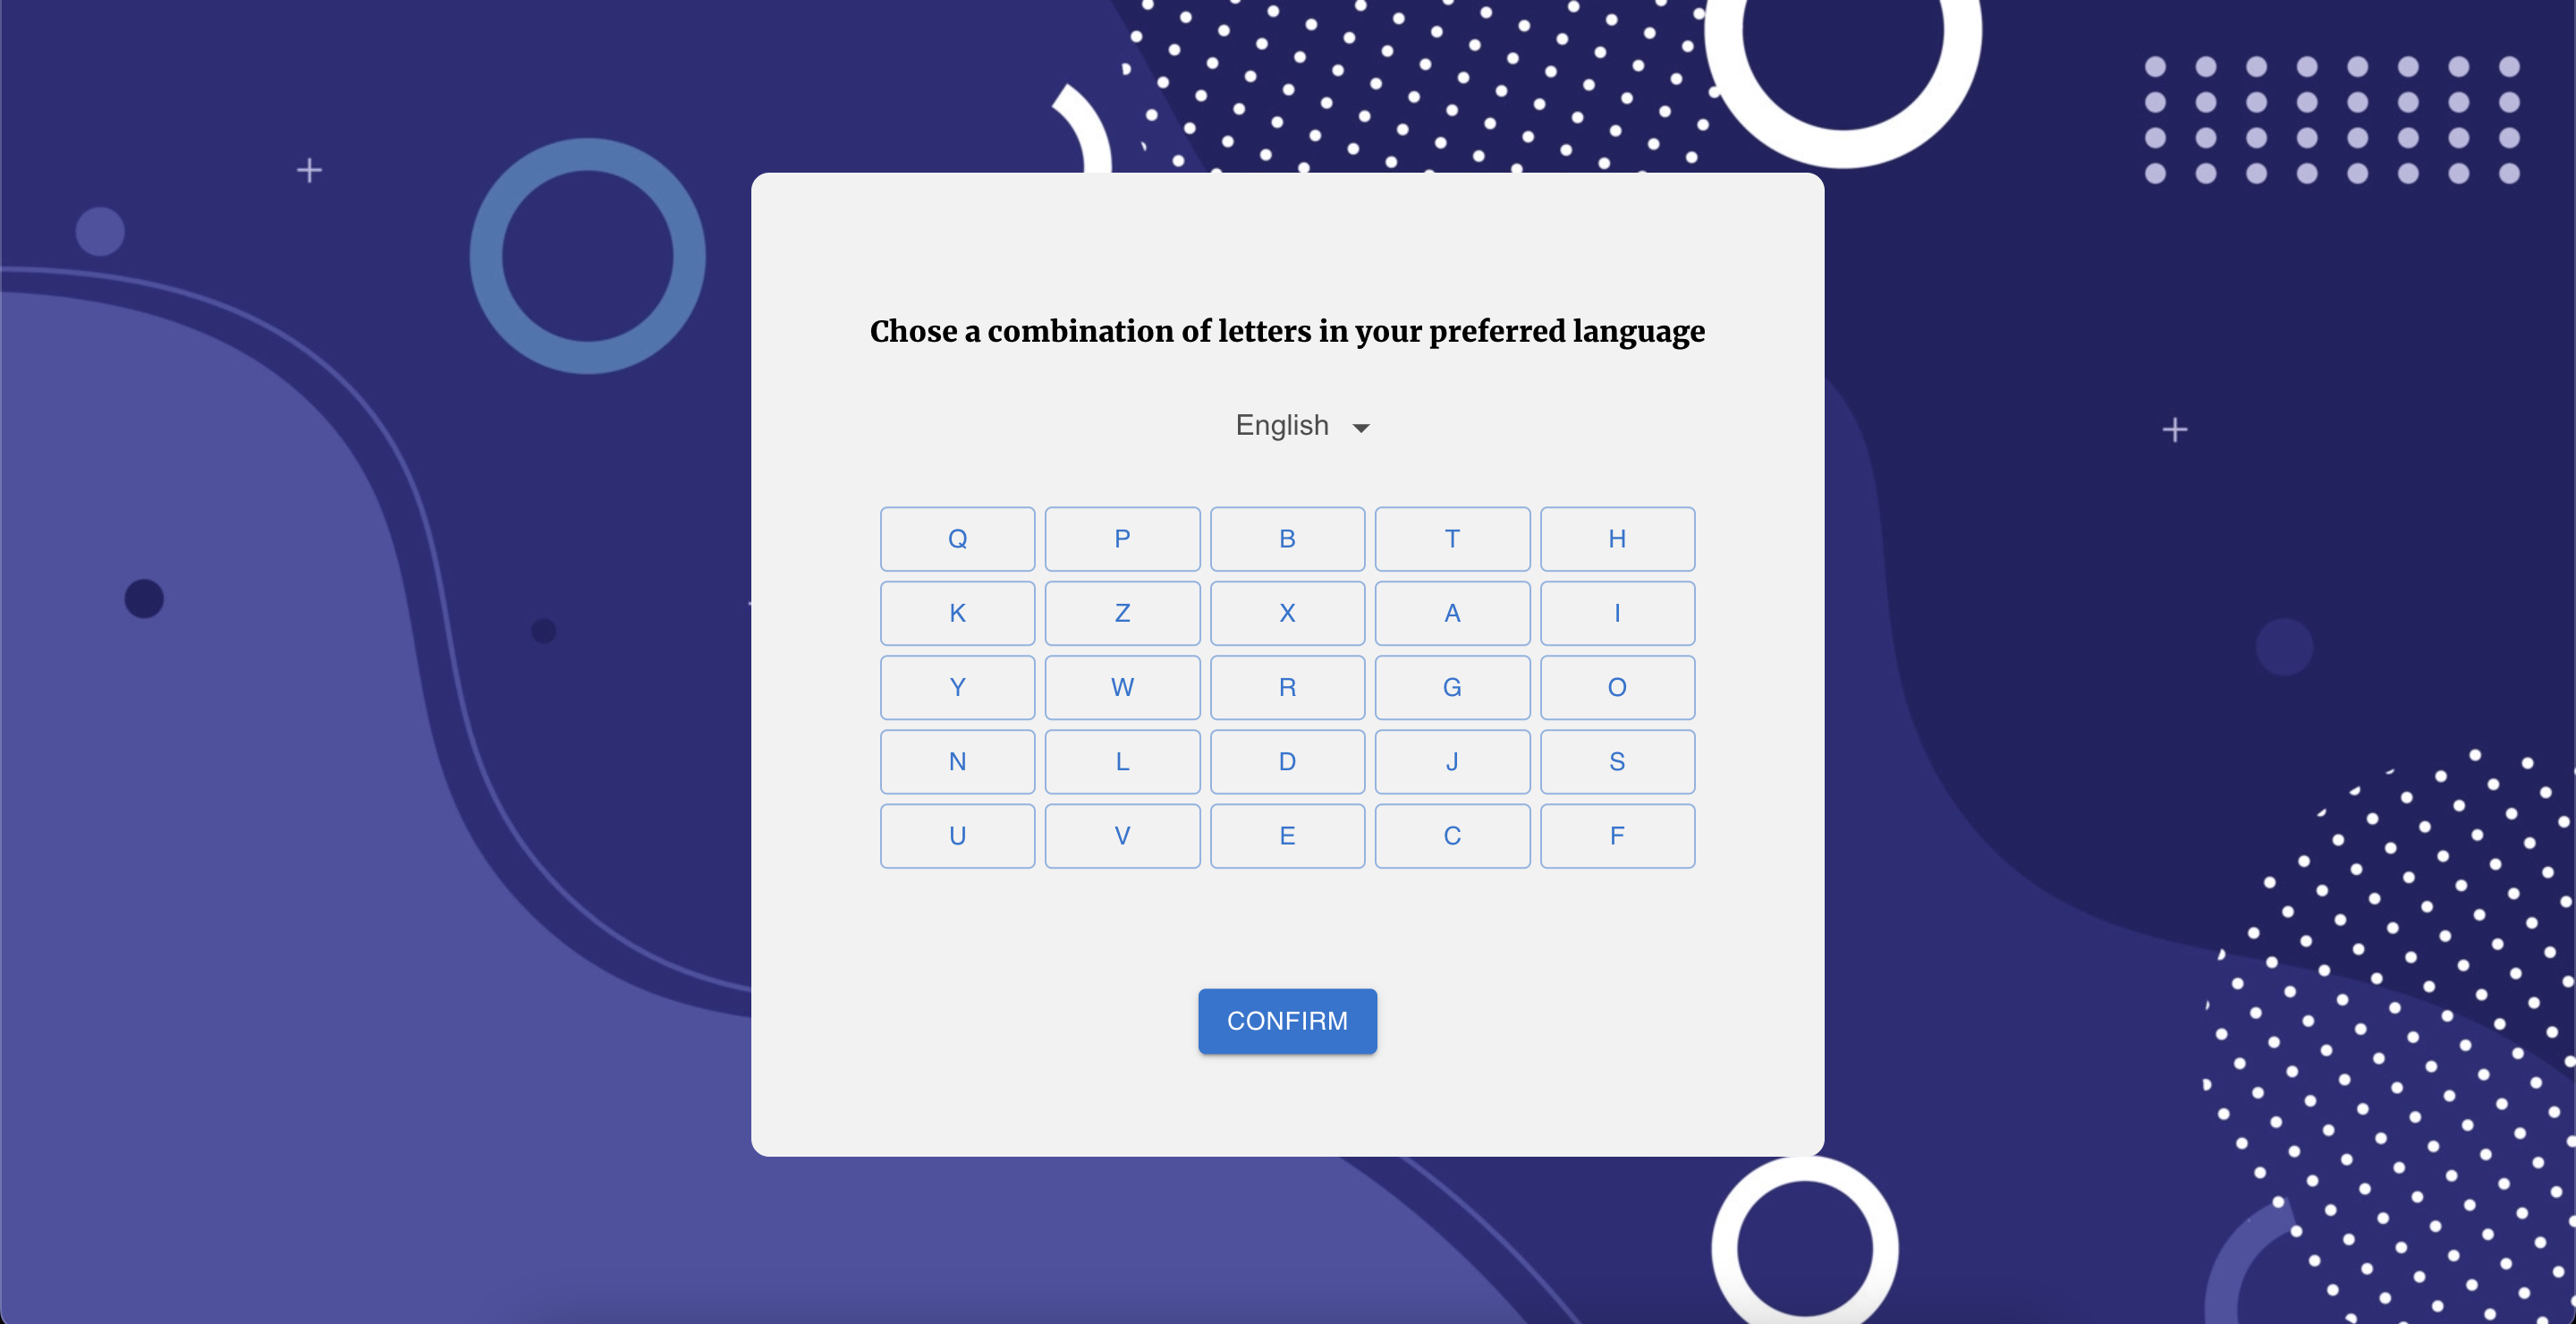 Chose a combination of letters in your preferred language
English
Q P B T H
K Z X A I
Y W R G O
N L D J S
U V E C F
CONFIRM